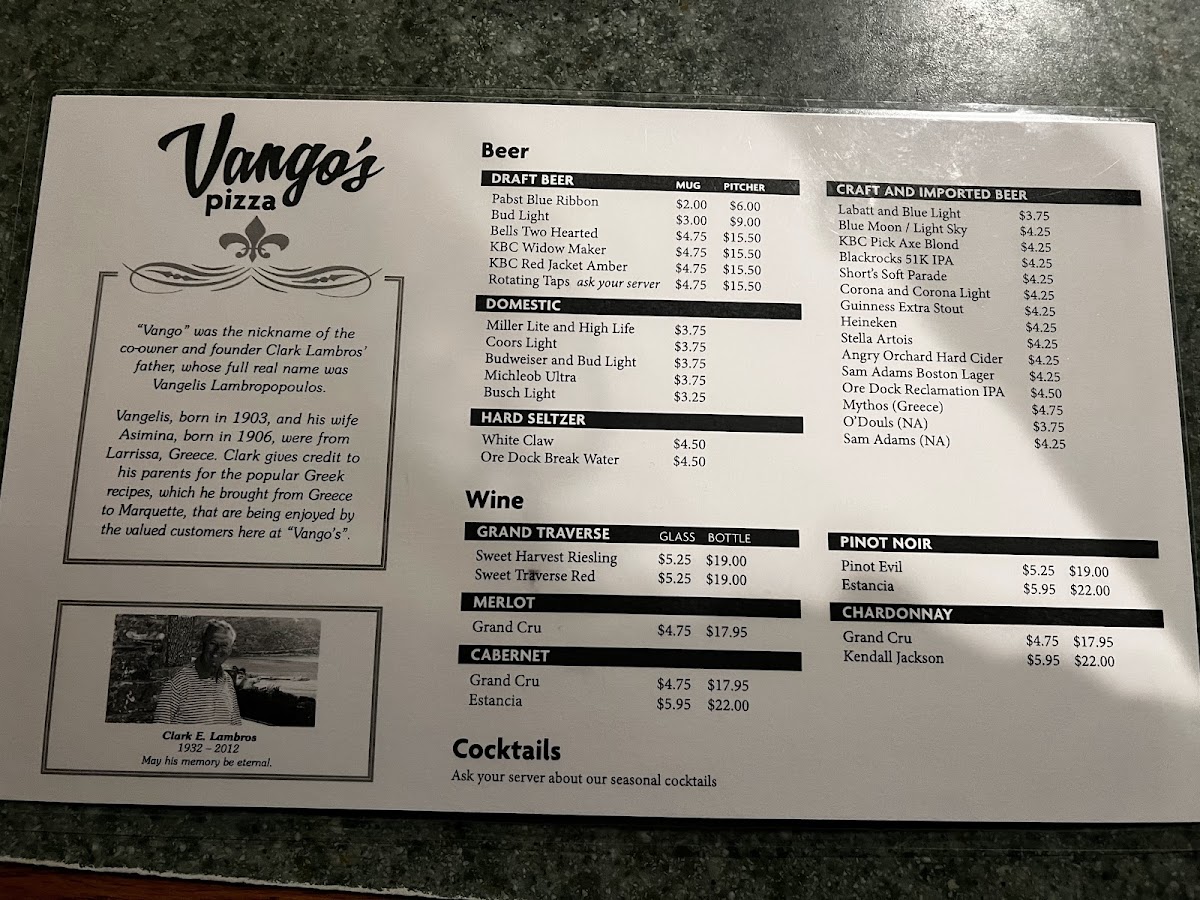 Vango's
pizza
"Vango" was the nickname of the
co-owner and founder Clark Lambros'
father, whose full real name was
Vangelis Lambropopoulos.
Vangelis, born in 1903, and his wife
Asimina, born in 1906, were from
Larrissa, Greece. Clark gives credit to
his parents for the popular Greek
recipes, which he brought from Greece
to Marquette, that are being enjoyed by
the valued customers here at "Vango's".
Clark E. Lambros
1932 – 2012
May his memory be eternal.
Beer
DRAFT BEER MUG PITCHER
Pabst Blue Ribbon $2.00 $6.00
Bud Light $3.00 $9.00
Bells Two Hearted $4.75 $15.50
KBC Widow Maker $4.75 $15.50
KBC Red Jacket Amber $4.75 $15.50
Rotating Taps ask your server $4.75 $15.50
DOMESTIC
Miller Lite and High Life $3.75
Coors Light $3.75
Budweiser and Bud Light $3.75
Michleob Ultra $3.75
Busch Light $3.25
HARD SELTZER
White Claw $4.50
Ore Dock Break Water $4.50
CRAFT AND IMPORTED BEER
Labatt and Blue Light $3.75
Blue Moon / Light Sky $4.25
KBC Pick Axe Blond $4.25
Blackrocks 51K IPA $4.25
Short's Soft Parade $4.25
Corona and Corona Light $4.25
Guinness Extra Stout $4.25
Heineken $4.25
Stella Artois $4.25
Angry Orchard Hard Cider $4.25
Sam Adams Boston Lager $4.25
Ore Dock Reclamation IPA $4.50
Mythos (Greece) $4.75
O'Douls (NA) $3.75
Sam Adams (NA) $4.25
Wine
GRAND TRAVERSE GLASS BOTTLE
Sweet Harvest Riesling $5.25 $19.00
Sweet Traverse Red $5.25 $19.00
MERLOT
Grand Cru $4.75 $17.95
CABERNET
Grand Cru $4.75 $17.95
Estancia $5.95 $22.00
PINOT NOIR
Pinot Evil $5.25 $19.00
Estancia $5.95 $22.00
CHARDONNAY
Grand Cru $4.75 $17.95
Kendall Jackson $5.95 $22.00
Cocktails
Ask your server about our seasonal cocktails